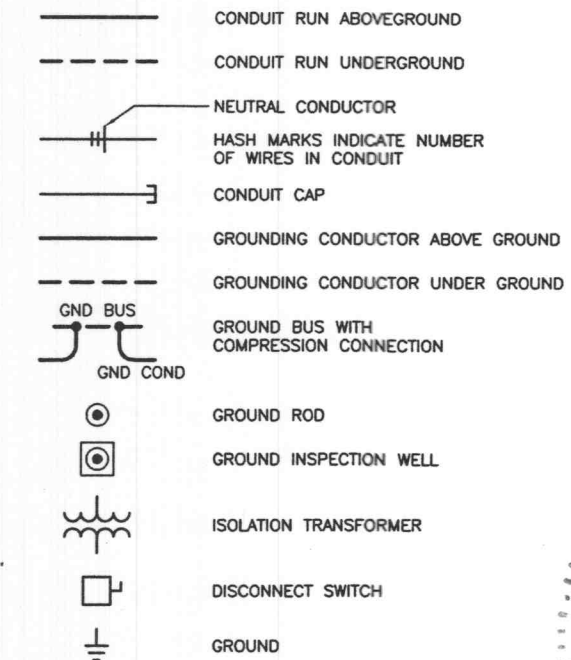 CONDUIT RUN ABOVEGROUND
CONDUIT RUN UNDERGROUND
NEUTRAL CONDUCTOR
HASH MARKS INDICATE NUMBER
OF WIRES IN CONDUIT
CONDUIT CAP
GROUNDING CONDUCTOR ABOVE GROUND
GROUNDING CONDUCTOR UNDER GROUND
GND BUS
GROUND BUS WITH
COMPRESSION CONNECTION
GND COND
GROUND ROD
GROUND INSPECTION WELL
ISOLATION TRANSFORMER
DISCONNECT SWITCH
GROUND